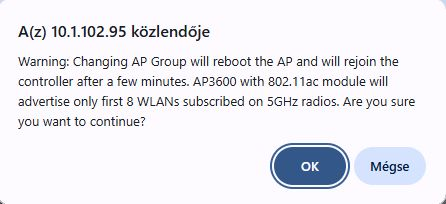 A(z) 10.1.102.95 közlendője
Warning: Changing AP Group will reboot the AP and will rejoin the
controller after a few minutes. AP3600 with 802.11ac module will
advertise only first 8 WLANs subscribed on 5GHz radios. Are you sure
you want to continue?
OK
Mégse